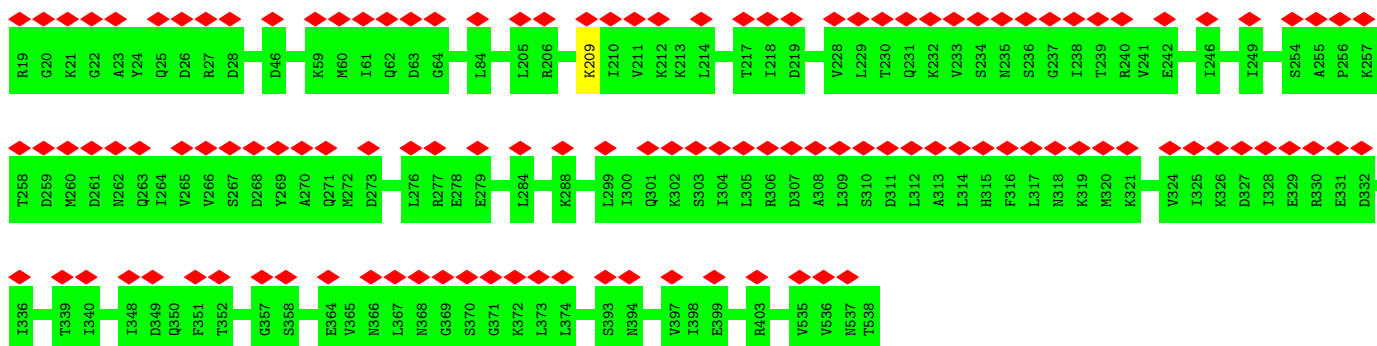 R19 G20 K21 G22 A23 Y24 Q25 D26 R27 D28 D46 K59 M60 I61 Q62 D63 G64 L84 L205 R206 K209 I210 V211 K212 K213 L214 T217 I218 D219 V228 L229 T230 Q231 K232 V233 S234 N235 S236 G237 I238 T239 R240 V241 E242 I246 I249 S254 A255 P256 K257
T258 D259 M260 D261 N262 Q263 I264 V265 V266 S267 D268 Y269 A270 Q271 M272 D273 L276 R277 E278 E279 L284 K288 L299 I300 Q301 K302 S303 I304 L305 R306 D307 A308 L309 S310 D311 L312 A313 L314 H315 F316 L317 N318 K319 M320 K321 V324 I325 K326 D327 I328 E329 R330 E331 D332
I336 T339 I340 I348 D349 Q350 F351 T352 G357 S358 E364 V365 N366 L367 N368 G369 S370 G371 K372 L373 L374 S393 N394 V397 I398 E399 R403 V535 V536 N537 T538